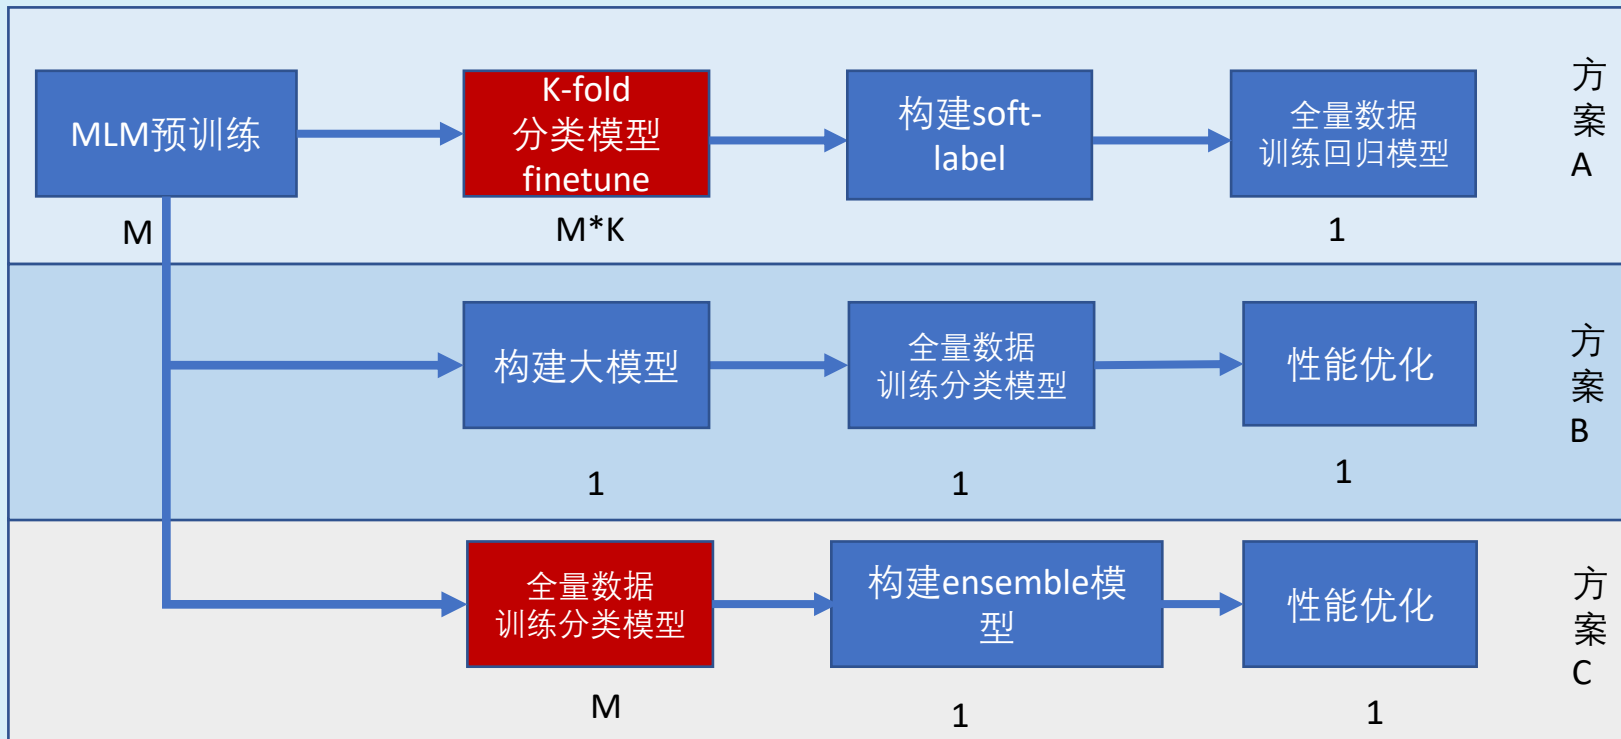 MLM预训练
K-fold
分类模型
finetune
构建soft-
label
全量数据
训练回归模型
方
案
A
M
M*K
1
构建大模型
全量数据
训练分类模型
性能优化
方
案
B
1
1
1
全量数据
训练分类模型
构建ensemble模
型
性能优化
方
案
C
M
1
1